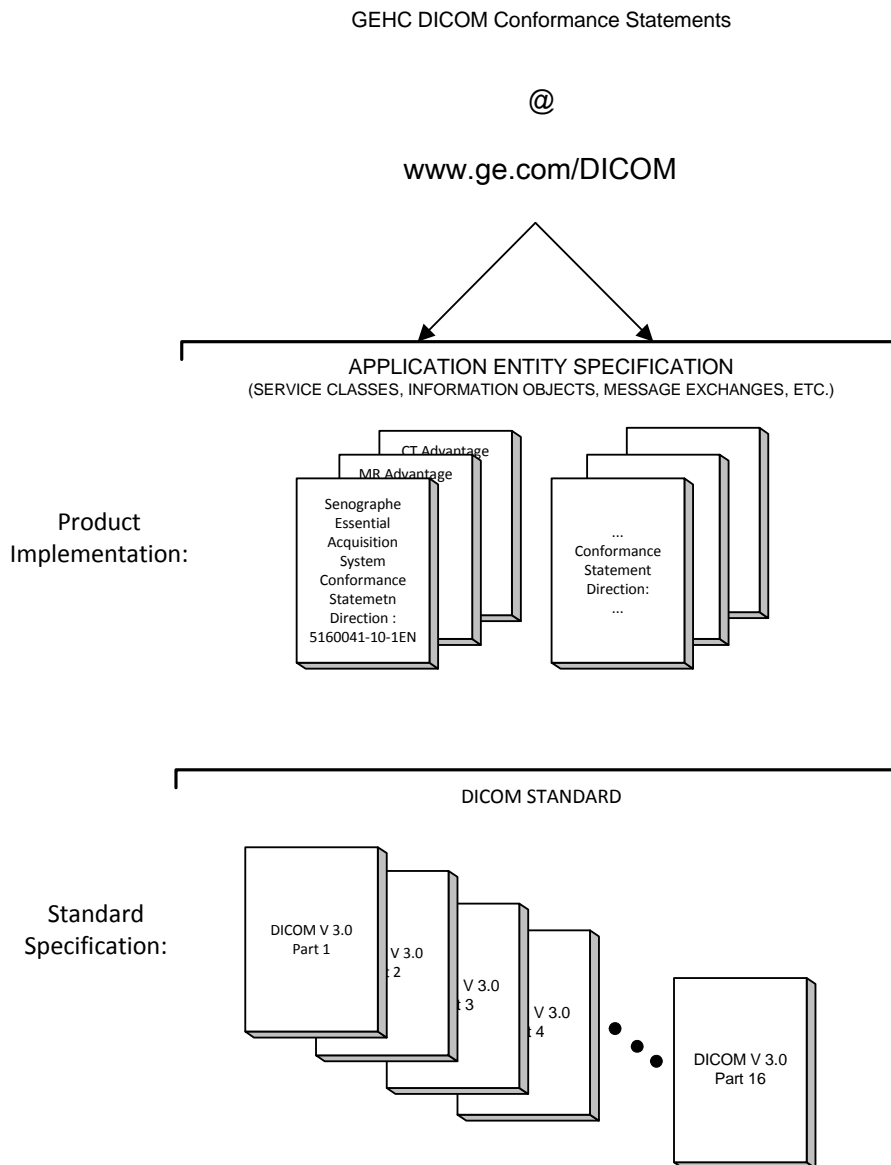 GEHC DICOM Conformance Statements
@
www.ge.com/DICOM
APPLICATION ENTITY SPECIFICATION
(SERVICE CLASSES, INFORMATION OBJECTS, MESSAGE EXCHANGES, ETC.)
Product
Implementation:
CT Advantage
MR Advantage
Senographe
Essential
Acquisition
System
Conformance
Statemetn
Direction :
5160041-10-1EN
...
Conformance
Statement
Direction:
...
DICOM STANDARD
Standard
Specification:
DICOM V 3.0
Part 1
V 3.0
t 2
V 3.0
t 3
V 3.0
t 4
DICOM V 3.0
Part 16